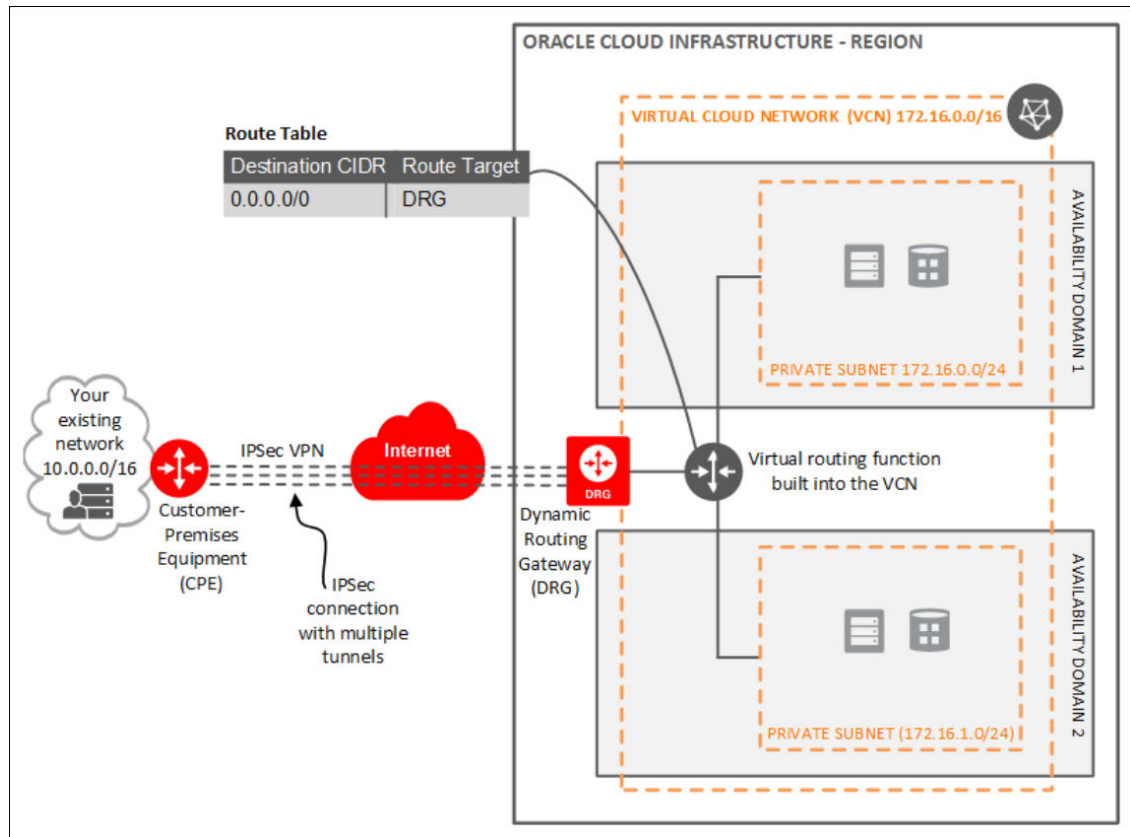 ORACLE CLOUD INFRASTRUCTURE - REGION
VIRTUAL CLOUD NETWORK (VCN) 172.16.0.0/16
Route Table
Destination CIDR Route Target
0.0.0.0/0 DRG
AVAILABILITY DOMAIN 1
PRIVATE SUBNET 172.16.0.0/24
Your
existing
network
10.0.0.0/16
IPSec VPN
Internet
DRG
Virtual routing function
built into the VCN
Customer-
Premises
Equipment
(CPE)
Dynamic
Routing
Gateway
(DRG)
IPSec
connection
with multiple
tunnels
AVAILABILITY DOMAIN 2
PRIVATE SUBNET (172.16.1.0/24)